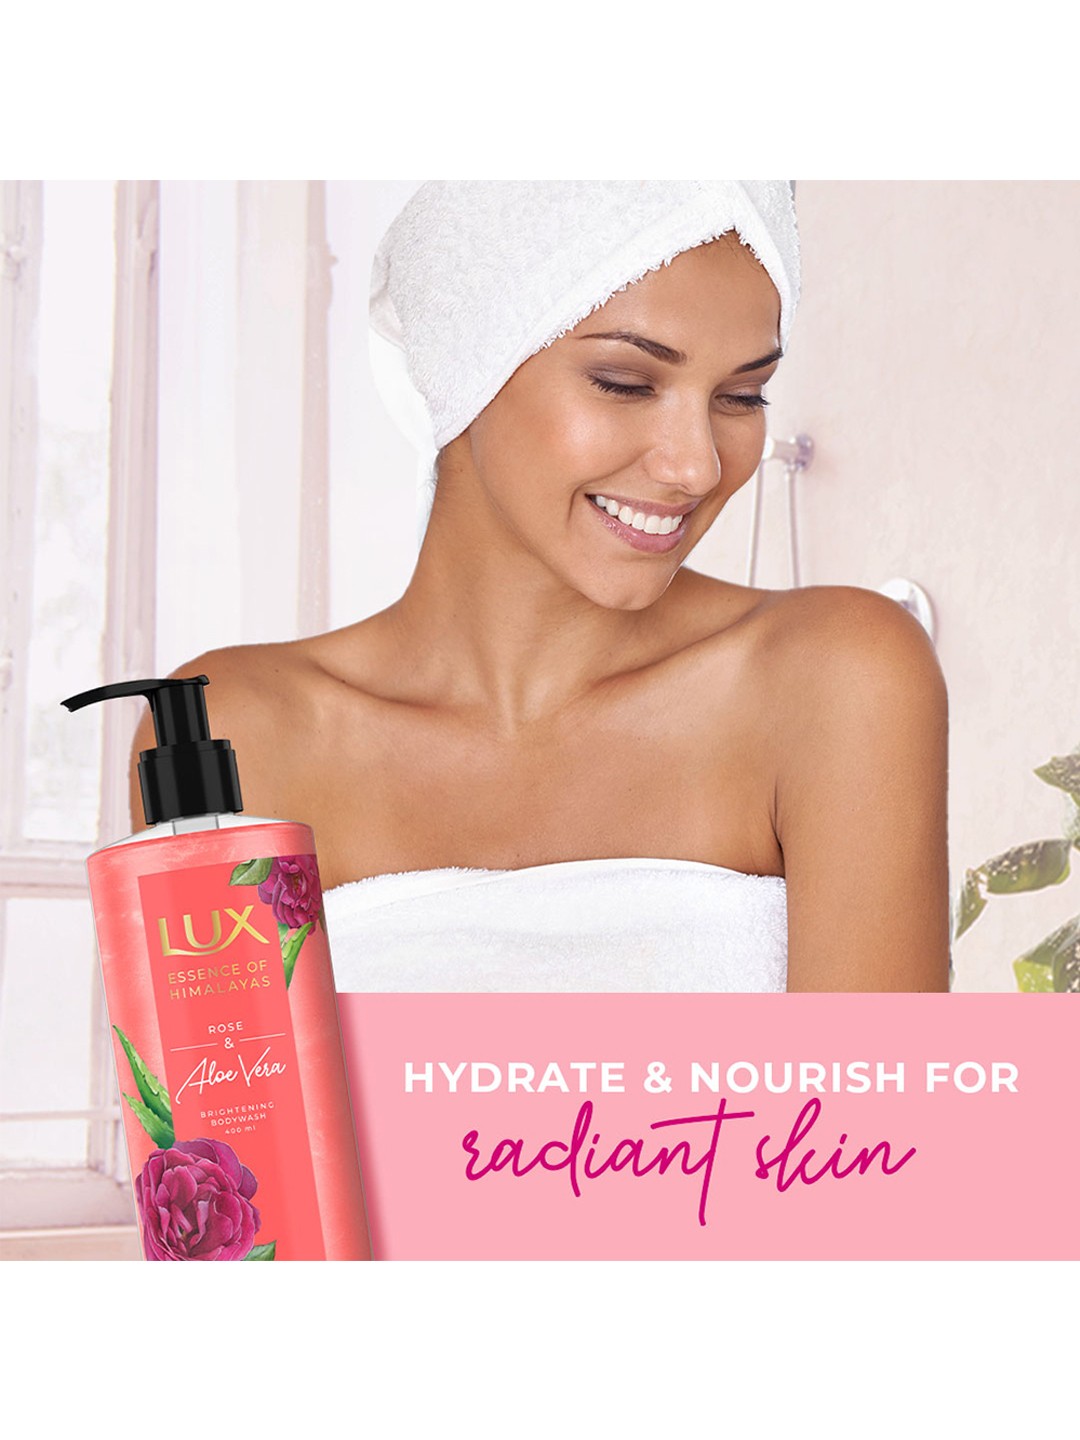 LUX
ESSENCE OF
HIMALAYAS
ROSE
&
Aloe Vera
BRIGHTENING
BODYWASH
400 ml
HYDRATE & NOURISH FOR
radiant skin